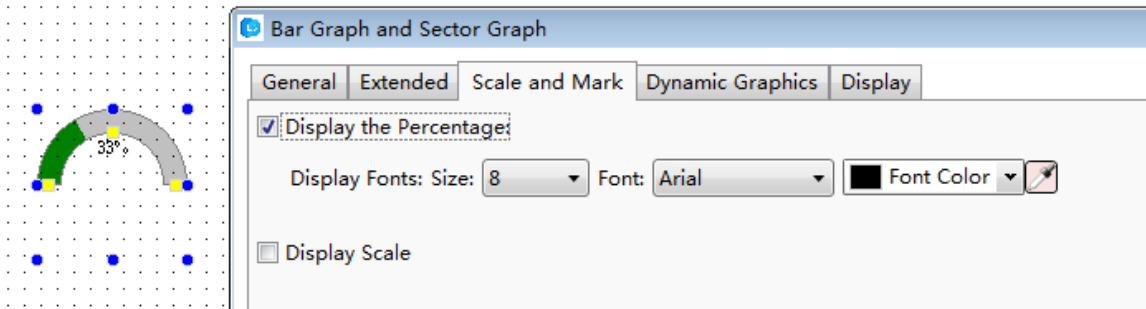 Bar Graph and Sector Graph
General Extended Scale and Mark Dynamic Graphics Display
Display the Percentage:
33%
Display Fonts: Size: 8 Font: Arial Font Color
Display Scale